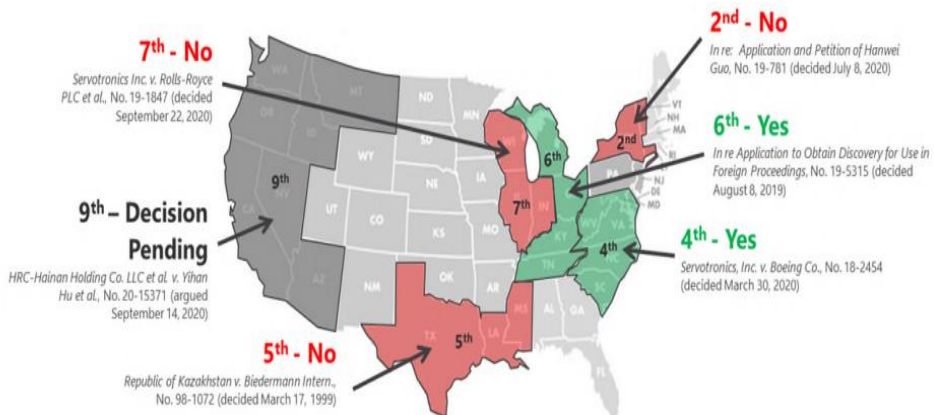 2nd - No
In re: Application and Petition of Hanwei
Guo, No. 19-781 (decided July 8, 2020)
7th - No
Servotronics Inc. v. Rolls-Royce
PLC et al., No. 19-1847 (decided
September 22, 2020)
6th - Yes
In re Application to Obtain Discovery for Use in
Foreign Proceedings, No. 19-5315 (decided
August 8, 2019)
9th – Decision
Pending
HRC-Hainan Holding Co. LLC et al. v. Yihan
Hu et al., No. 20-15371 (argued
September 14, 2020)
4th - Yes
Servotronics, Inc. v. Boeing Co., No. 18-2454
(decided March 30, 2020)
5th - No
Republic of Kazakhstan v. Biedermann Intern.,
No. 98-1072 (decided March 17, 1999)
WA
MT
ND
MN
VT
NH
MA
OR
ID
SD
WI
6th
2nd
WY
IA
PA
RI
NJ
DE
MD
9th
NV
NE
7th
IN
WV
VA
CA
UT
CO
KS
MO
KY
4th
NC
AZ
NM
OK
AR
TN
SC
TX
5th
LA
MS
AL
GA
FL